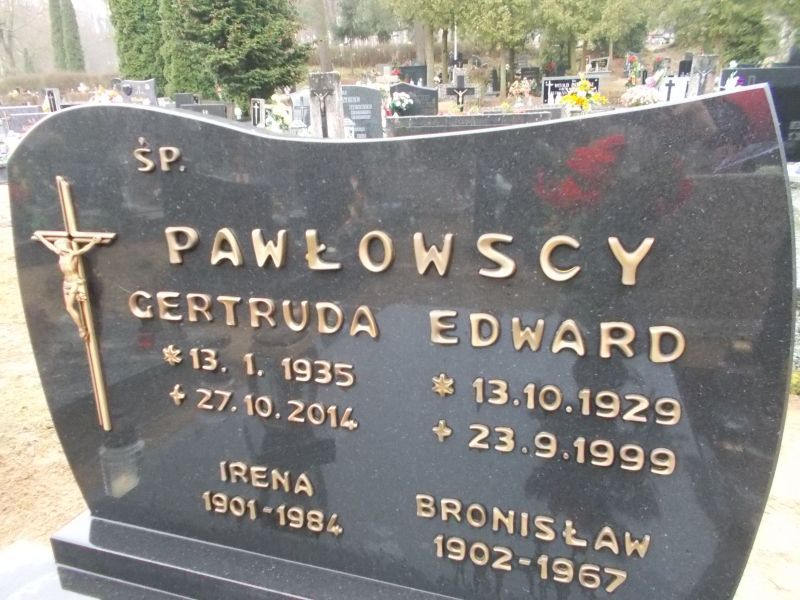 ŚP.
PAWŁOWSCY
GERTRUDA
* 13. 1. 1935
+ 27.10.2014
EDWARD
* 13.10.1929
+ 23.9.1999
IRENA
1901-1984
BRONISŁAW
1902-1967